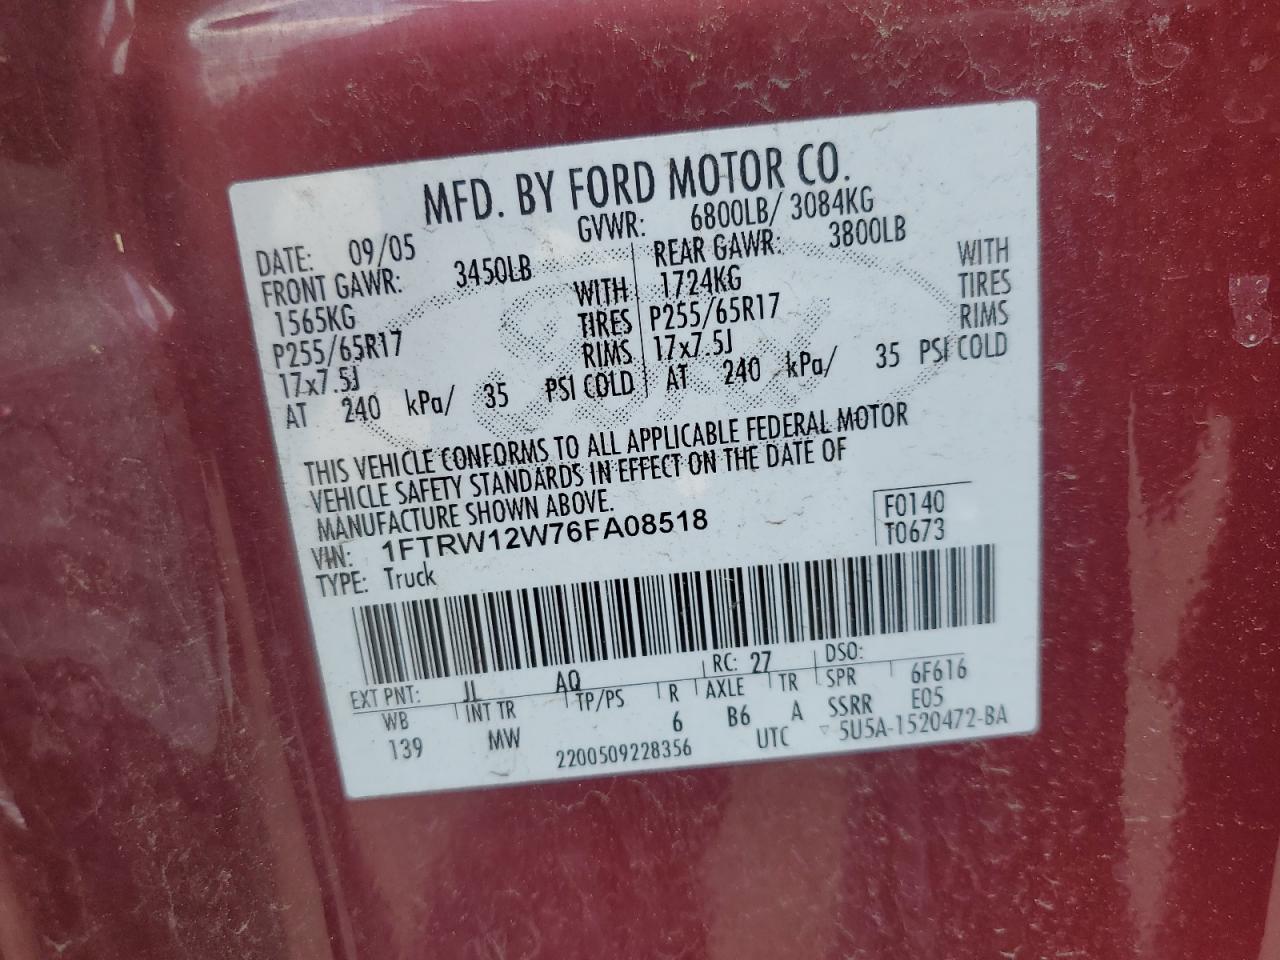 MFD. BY FORD MOTOR CO.
DATE: 09/05 GVWR: 6800LB/ 3084KG
FRONT GAWR: 3450LB REAR GAWR: 3800LB
1565KG WITH 1724KG WITH
P255/65R17 TIRES P255/65R17 TIRES
17x7.5J RIMS 17x7.5J RIMS
AT 240 kPa/ 35 PSI COLD AT 240 kPa/ 35 PSI COLD
THIS VEHICLE CONFORMS TO ALL APPLICABLE FEDERAL MOTOR
VEHICLE SAFETY STANDARDS IN EFFECT ON THE DATE OF
MANUFACTURE SHOWN ABOVE.
VIN: 1FTRW12W76FA08518 F0140
TYPE: Truck T0673
EXT PNT: JL AQ RC: 27 DSO:
WB INT TR TP/PS R AXLE TR SPR 6F616
139 MW 6 B6 A SSRR E05
2200509228356 UTC ▽ 5U5A-1520472-BA